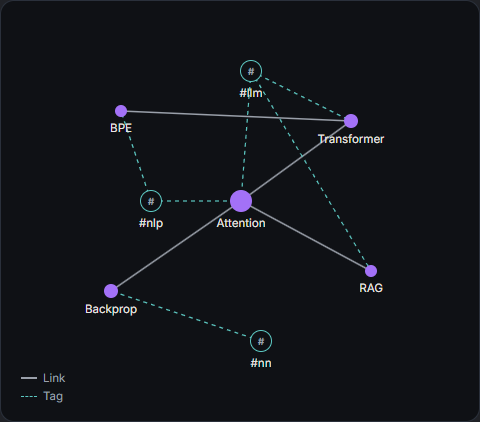 #
#llm
BPE
Transformer
#
#nlp
Attention
RAG
Backprop
#
#nn
Link
Tag